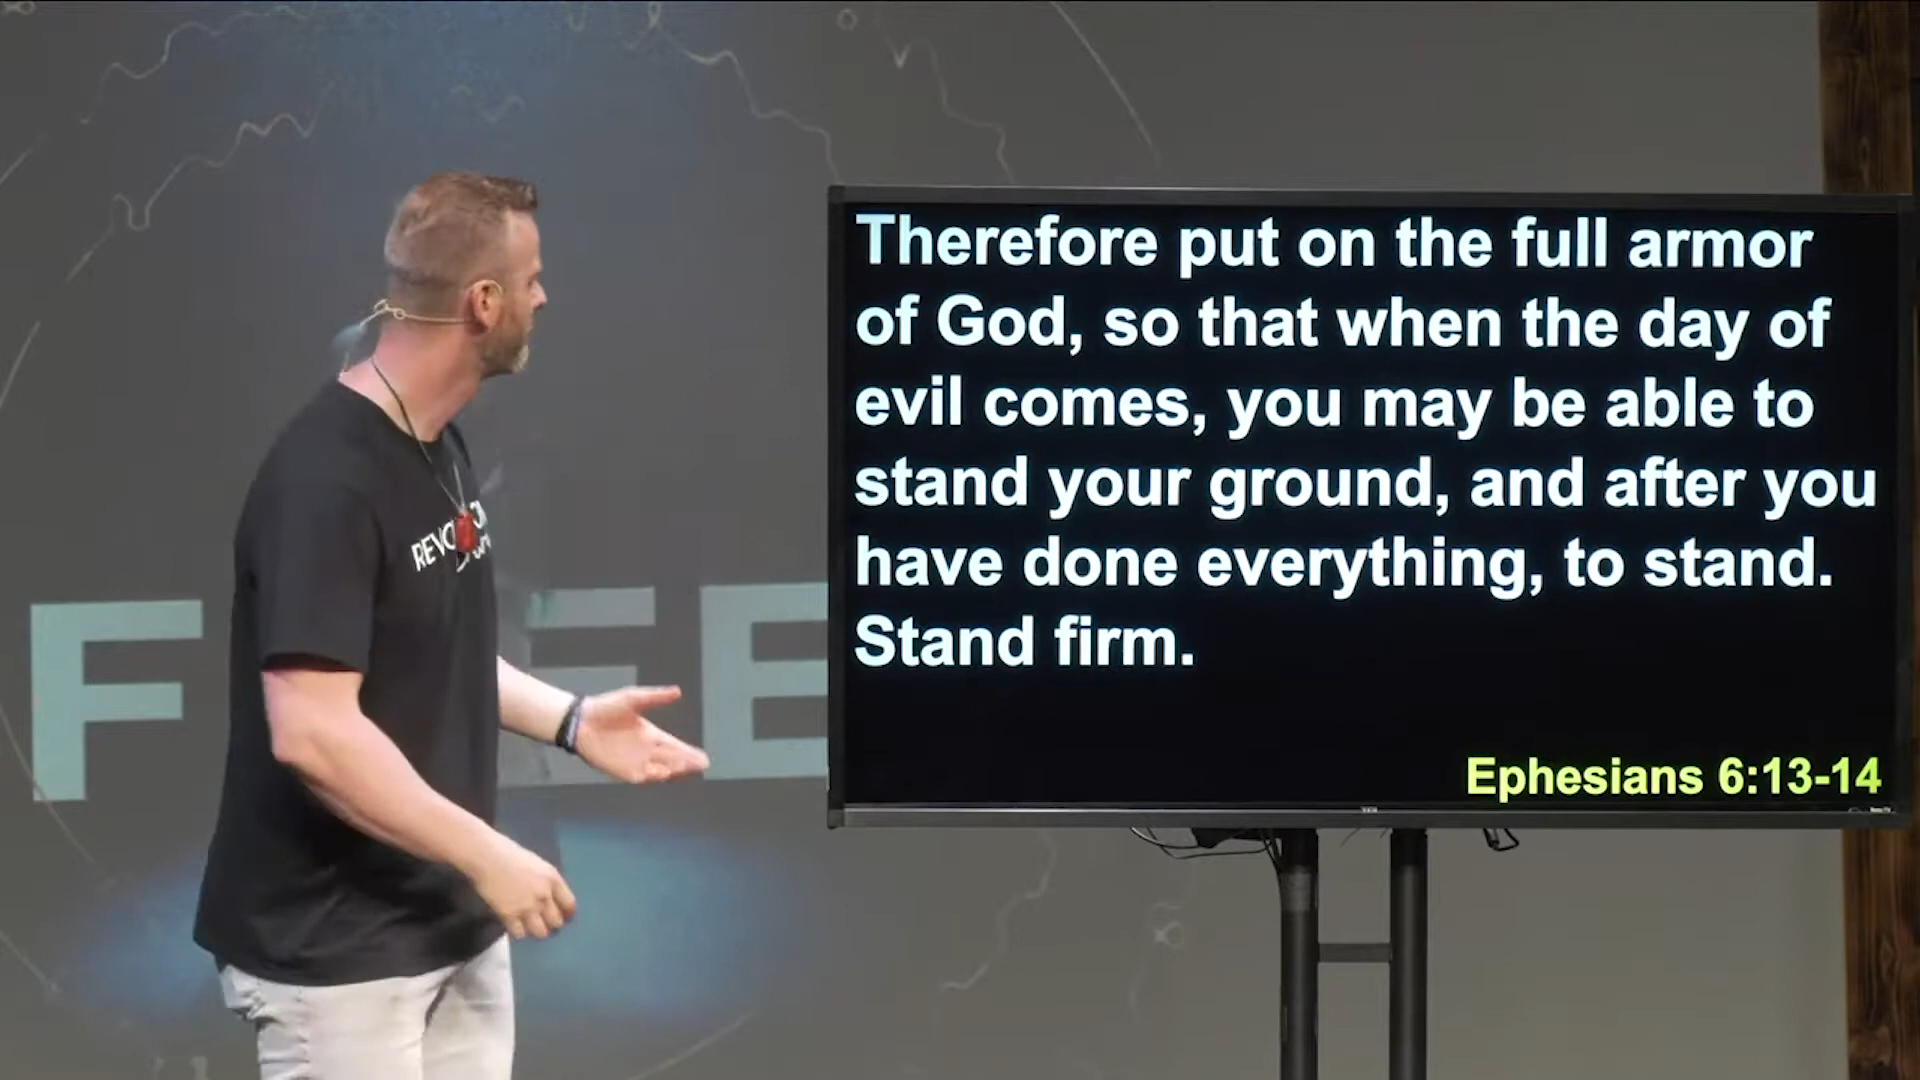 Therefore put on the full armor
of God, so that when the day of
evil comes, you may be able to
stand your ground, and after you
have done everything, to stand.
Stand firm.
Ephesians 6:13-14